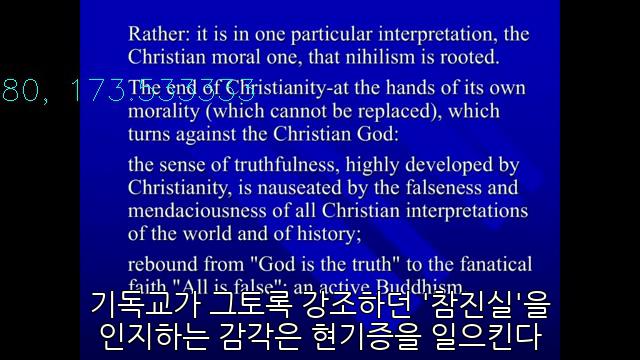 Rather: it is in one particular interpretation, the
Christian moral one, that nihilism is rooted.
80, 173.533333
The end of Christianity-at the hands of its own
morality (which cannot be replaced), which
turns against the Christian God:
the sense of truthfulness, highly developed by
Christianity, is nauseated by the falseness and
mendaciousness of all Christian interpretations
of the world and of history;
rebound from "God is the truth" to the fanatical
faith "All is false"; an active Buddhism
기독교가 그토록 강조하던 '참진실'을
인지하는 감각은 현기증을 일으킨다